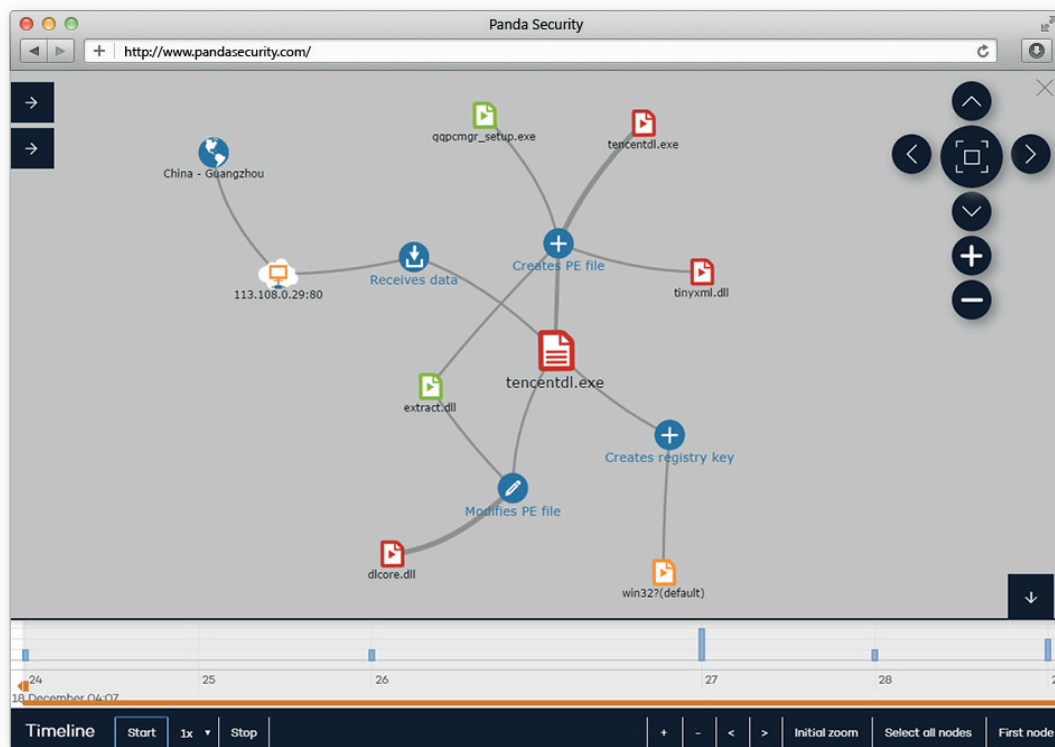 Panda Security
http://www.pandasecurity.com/
qqpcmgr_setup.exe
tencentdl.exe
China - Guangzhou
Creates PE file
Receives data
113.108.0.29:80
tinyxml.dll
tencentdl.exe
extract.dll
Creates registry key
Modifies PE file
dlcore.dll
win32?(default)
24 25 26 27 28
18 December 04:07
Timeline Start 1x Stop + - < > Initial zoom Select all nodes First node